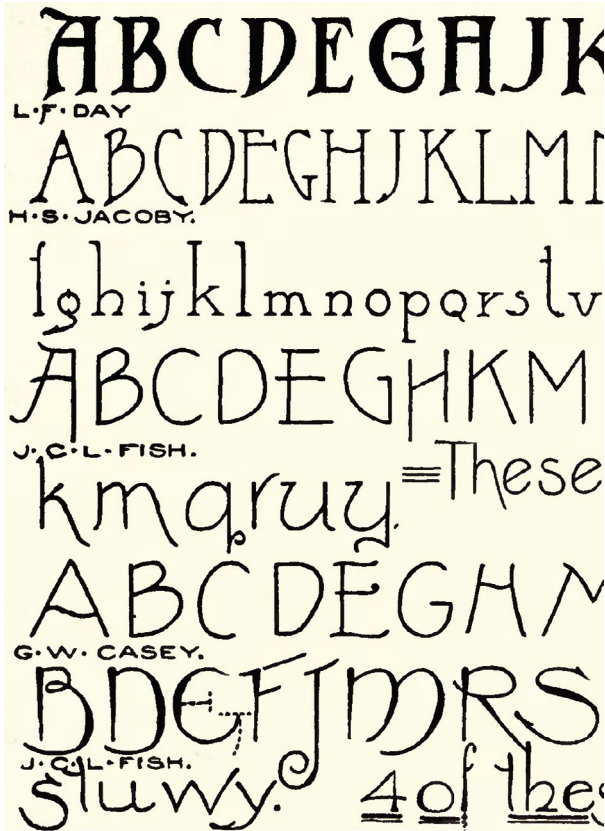 ABCDEGHJK
L·F·DAY
ABCDEGHJKLM
H·S·JACOBY.
fghijklmnopqrstv
ABCDEGHKM
J·C·L·FISH.
kmqruy.
=These
ABCDEGHM
G·W·CASEY.
BDEFJMRS
J·C·L·FISH.
stuwy. 4 of thes